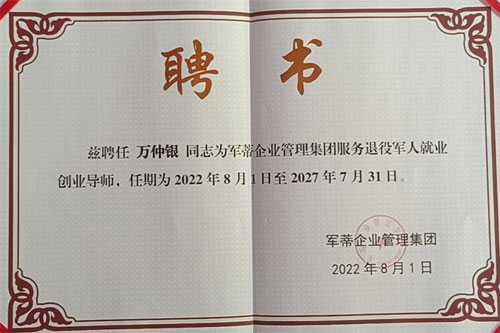 聘 书
兹聘任 万仲银 同志为军蒂企业管理集团服务退役军人就业
创业导师，任期为 2022 年 8 月 1 日至 2027 年 7 月 31 日。
军蒂企业管理集团
2022 年 8 月 1 日